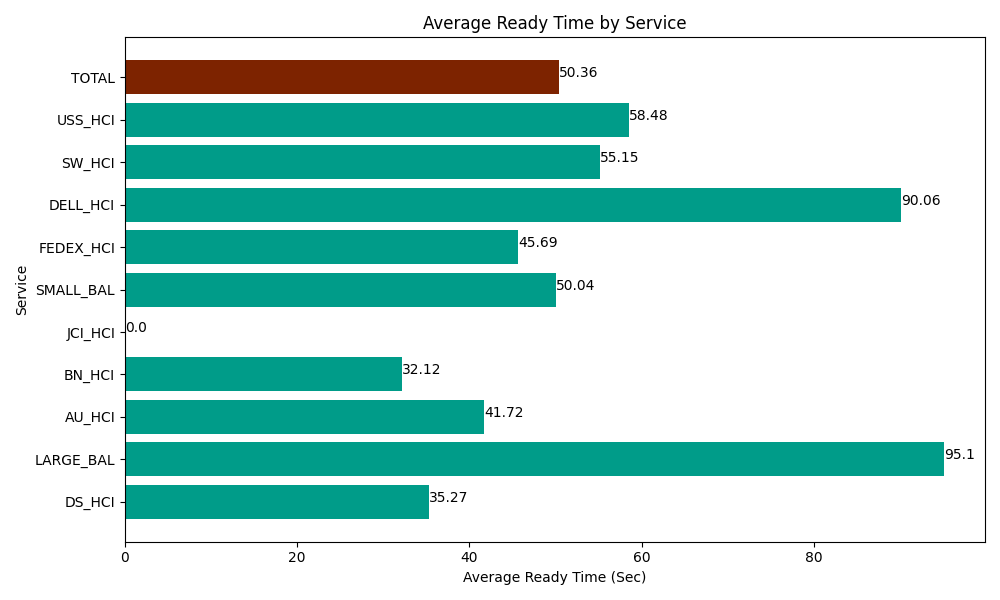 Average Ready Time by Service
TOTAL
50.36
USS_HCI
58.48
SW_HCI
55.15
DELL_HCI
90.06
FEDEX_HCI
45.69
SMALL_BAL
50.04
JCI_HCI
0.0
BN_HCI
32.12
AU_HCI
41.72
LARGE_BAL
95.1
DS_HCI
35.27
Service
0 20 40 60 80
Average Ready Time (Sec)